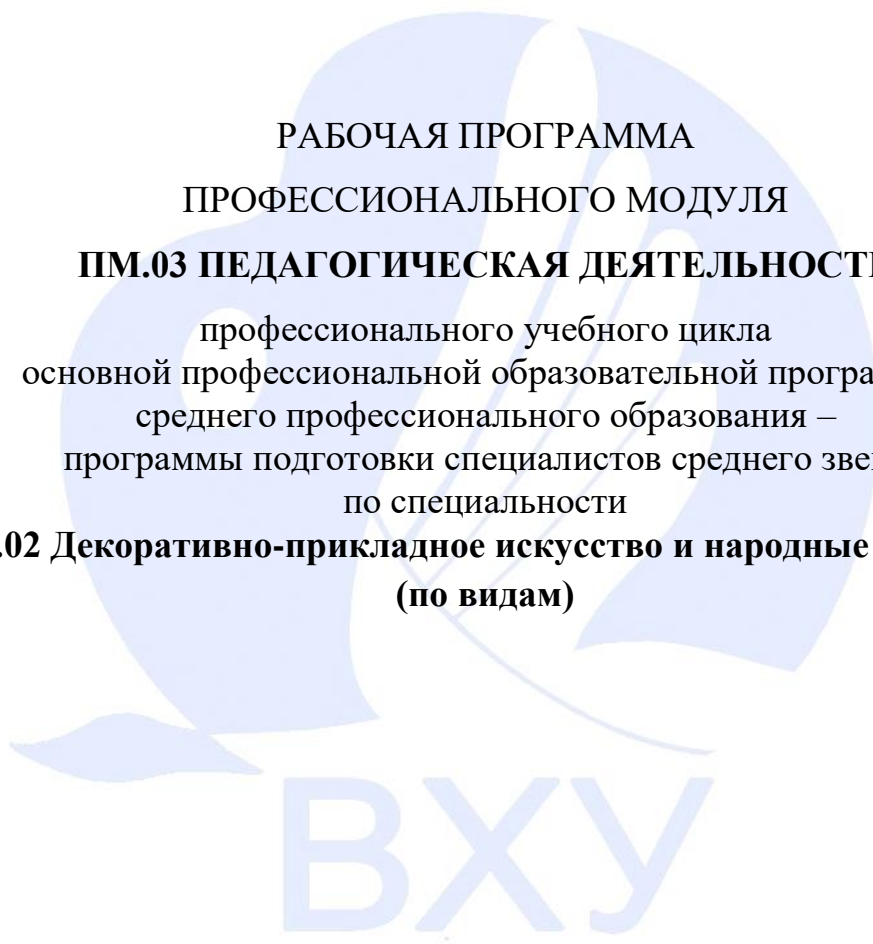 РАБОЧАЯ ПРОГРАММА
ПРОФЕССИОНАЛЬНОГО МОДУЛЯ
ПМ.03 ПЕДАГОГИЧЕСКАЯ ДЕЯТЕЛЬНОСТ
профессионального учебного цикла
основной профессиональной образовательной програ
среднего профессионального образования –
программы подготовки специалистов среднего зве
по специальности
.02 Декоративно-прикладное искусство и народные
(по видам)
ВХУ